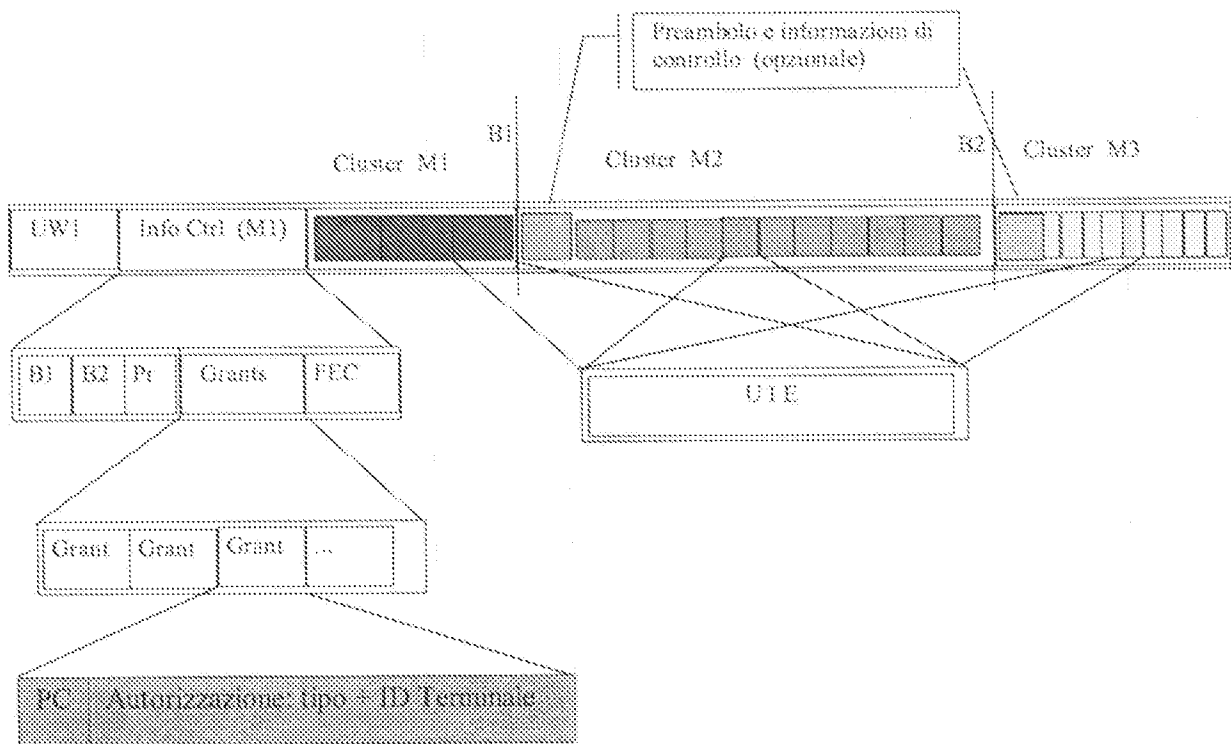 Preambolo e informazioni di
controllo (opzionale)
B1
B2
Cluster M1
Cluster M2
Cluster M3
UW1
Info Ctrl (M1)
B1
B2
Pr
Grants
FEC
U I E
Grant
Grant
Grant
...
PC
Autorizzazione: tipo + ID Terminale